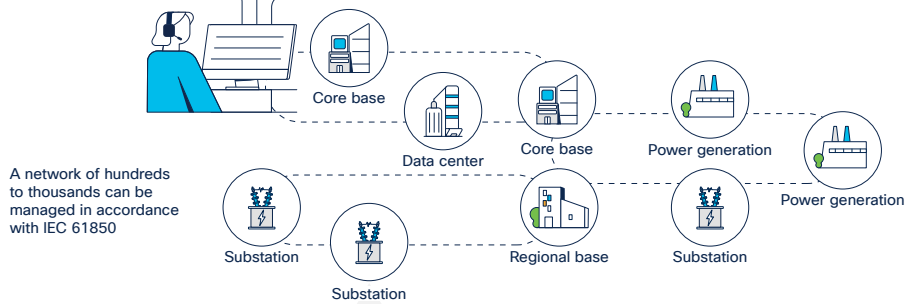 Core base
Data center
Core base
Power generation
Power generation
A network of hundreds
to thousands can be
managed in accordance
with IEC 61850
Substation
Substation
Regional base
Substation